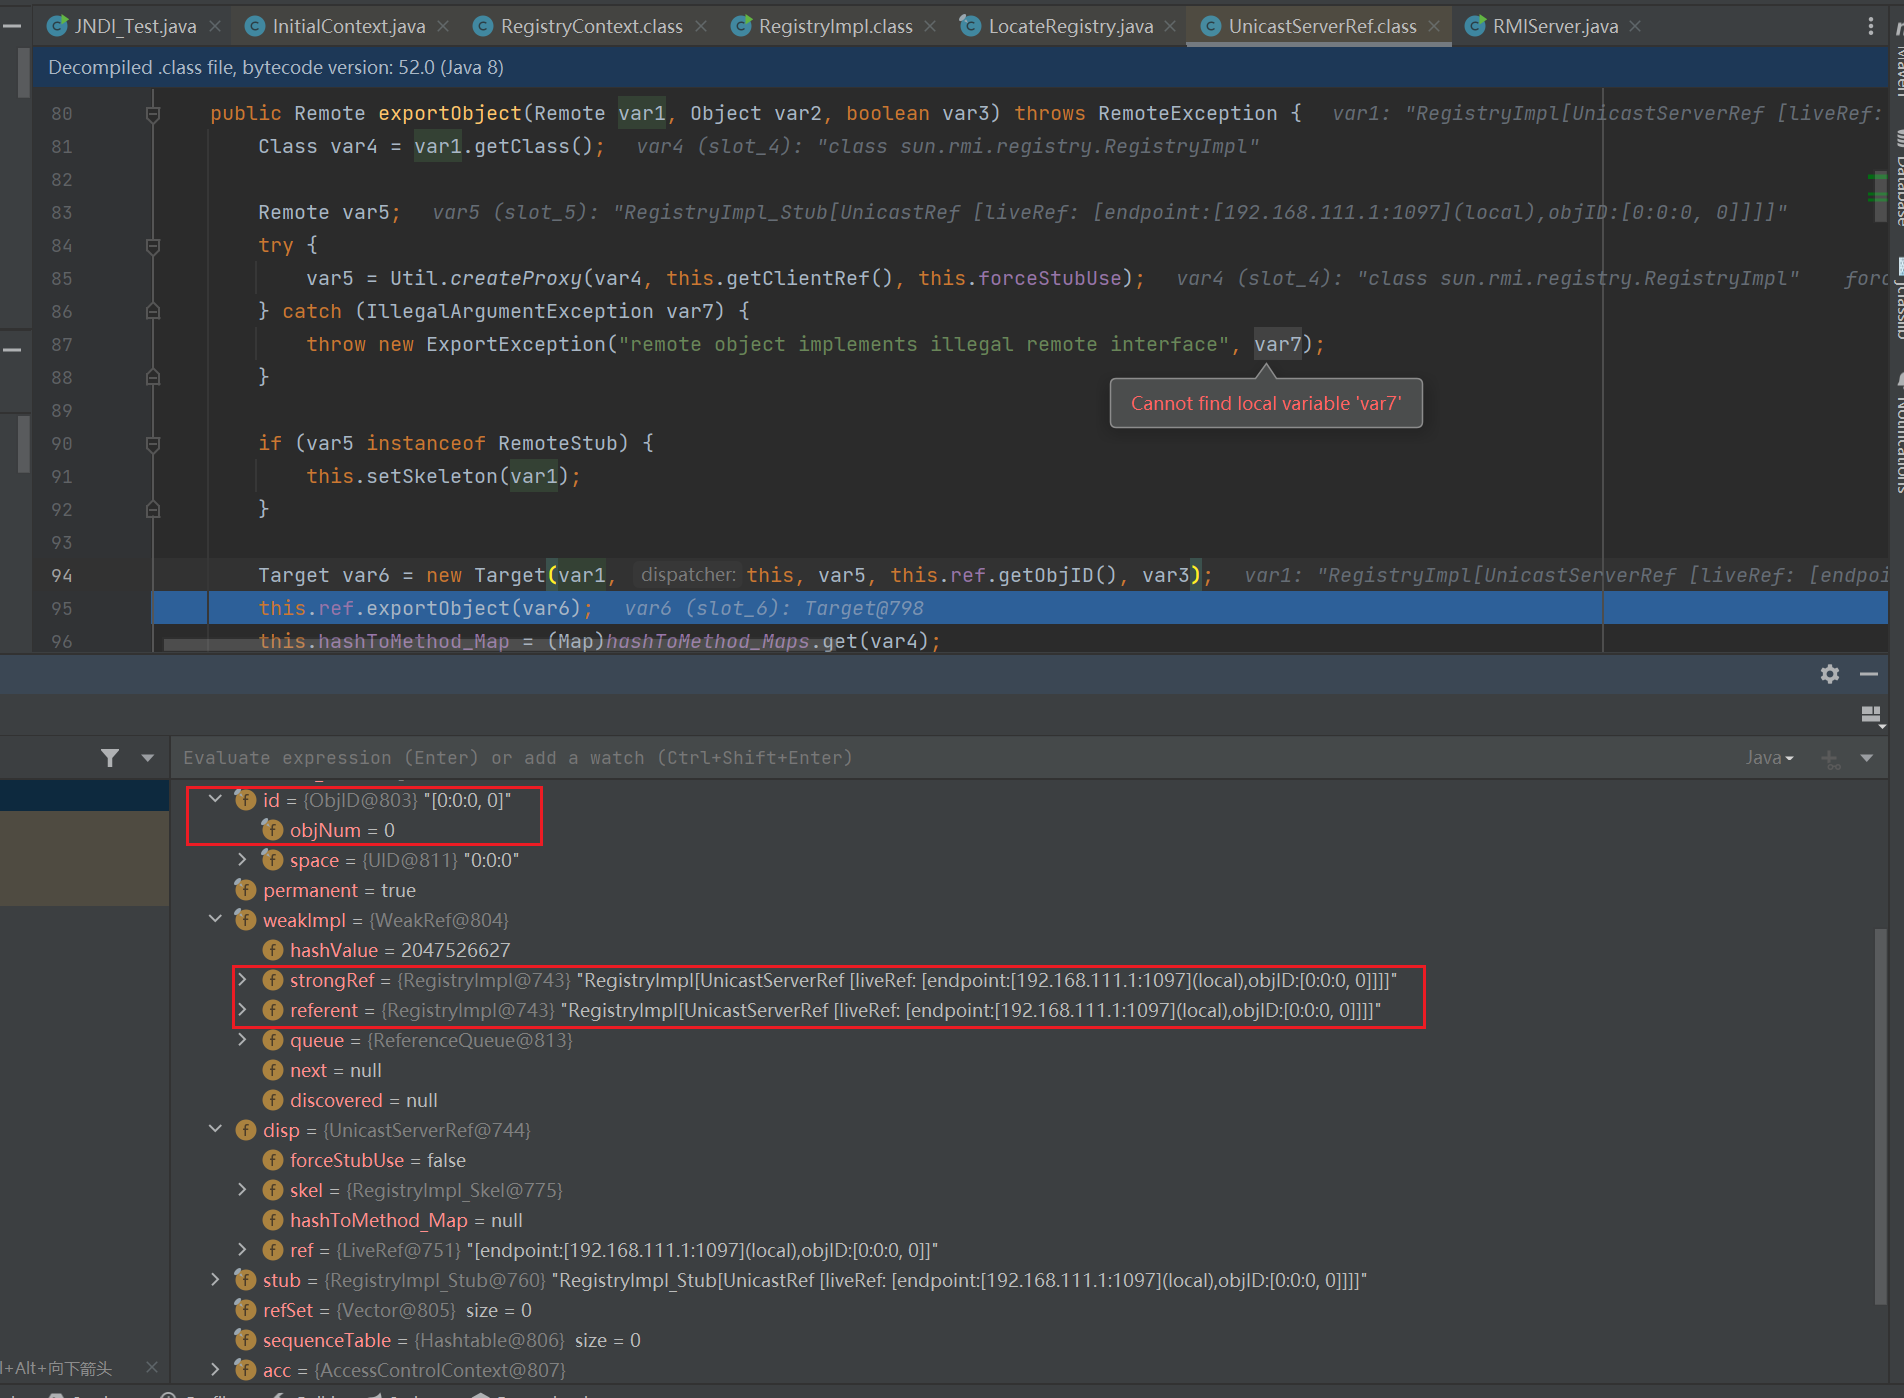 JNDI_Test.java InitialContext.java RegistryContext.class RegistryImpl.class LocateRegistry.java UnicastServerRef.class RMIServer.java
Decompiled .class file, bytecode version: 52.0 (Java 8)
80 public Remote exportObject(Remote var1, Object var2, boolean var3) throws RemoteException { var1: "RegistryImpl[UnicastServerRef [liveRef:
81 Class var4 = var1.getClass(); var4 (slot_4): "class sun.rmi.registry.RegistryImpl"
82
83 Remote var5; var5 (slot_5): "RegistryImpl_Stub[UnicastRef [liveRef: [endpoint:[192.168.111.1:1097](local),objID:[0:0:0, 0]]]]"
84 try {
85 var5 = Util.createProxy(var4, this.getClientRef(), this.forceStubUse); var4 (slot_4): "class sun.rmi.registry.RegistryImpl"
86 } catch (IllegalArgumentException var7) {
87 throw new ExportException("remote object implements illegal remote interface", var7);
88 }
Cannot find local variable 'var7'
89
90 if (var5 instanceof RemoteStub) {
91 this.setSkeleton(var1);
92 }
93
94 Target var6 = new Target(var1, dispatcher: this, var5, this.ref.getObjID(), var3); var1: "RegistryImpl[UnicastServerRef [liveRef: [endpoi
95 this.ref.exportObject(var6); var6 (slot_6): Target@798
96 this.hashToMethod_Map = (Map)hashToMethod_Maps.get(var4);
Maven
Database
jclasslib
Notifications
Evaluate expression (Enter) or add a watch (Ctrl+Shift+Enter) Java
id = {ObjID@803} "[0:0:0, 0]"
objNum = 0
space = {UID@811} "0:0:0"
permanent = true
weakImpl = {WeakRef@804}
hashValue = 2047526627
strongRef = {RegistryImpl@743} "RegistryImpl[UnicastServerRef [liveRef: [endpoint:[192.168.111.1:1097](local),objID:[0:0:0, 0]]]]"
referent = {RegistryImpl@743} "RegistryImpl[UnicastServerRef [liveRef: [endpoint:[192.168.111.1:1097](local),objID:[0:0:0, 0]]]]"
queue = {ReferenceQueue@813}
next = null
discovered = null
disp = {UnicastServerRef@744}
forceStubUse = false
skel = {RegistryImpl_Skel@775}
hashToMethod_Map = null
ref = {LiveRef@751} "[endpoint:[192.168.111.1:1097](local),objID:[0:0:0, 0]]"
stub = {RegistryImpl_Stub@760} "RegistryImpl_Stub[UnicastRef [liveRef: [endpoint:[192.168.111.1:1097](local),objID:[0:0:0, 0]]]]"
refSet = {Vector@805} size = 0
sequenceTable = {Hashtable@806} size = 0
acc = {AccessControlContext@807}
+Alt+向下箭头